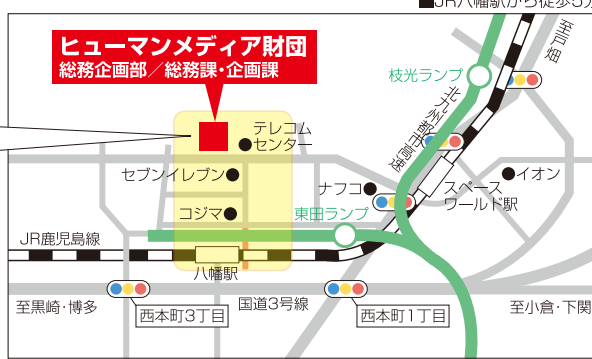 ■JR八幡駅から徒歩5分
至戸畑
ヒューマンメディア財団
総務企画部／総務課・企画課
枝光ランプ
北九州都市高速
テレコム
センター
セブンイレブン
ナフコ
イオン
スペース
ワールド駅
コジマ
東田ランプ
JR鹿児島線
八幡駅
至黒崎・博多
国道3号線
至小倉・下関
西本町3丁目
西本町1丁目